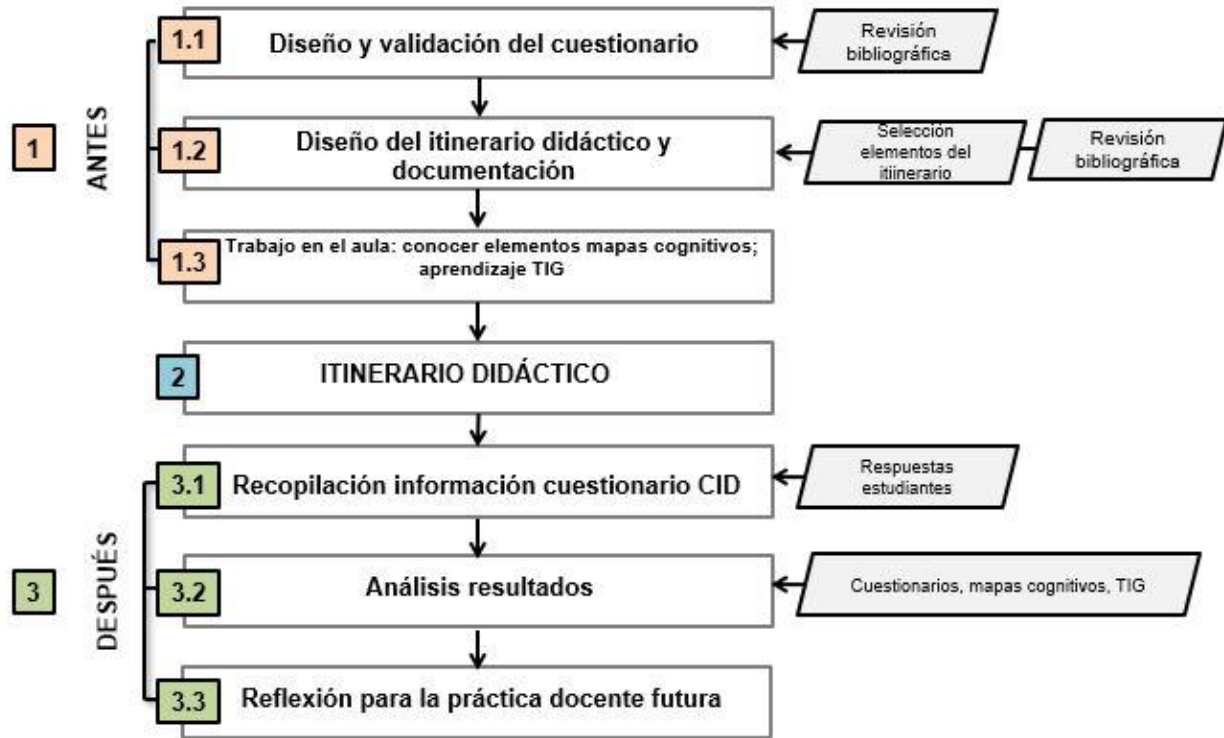 1.1
Diseño y validación del cuestionario
Revisión
bibliográfica
1
ANTES
1.2
Diseño del itinerario didáctico y
documentación
Selección
elementos del
itiinerario
Revisión
bibliográfica
1.3
Trabajo en el aula: conocer elementos mapas cognitivos;
aprendizaje TIG
2
ITINERARIO DIDÁCTICO
3.1
Recopilación información cuestionario CID
Respuestas
estudiantes
3
DESPUÉS
3.2
Análisis resultados
Cuestionarios, mapas cognitivos, TIG
3.3
Reflexión para la práctica docente futura